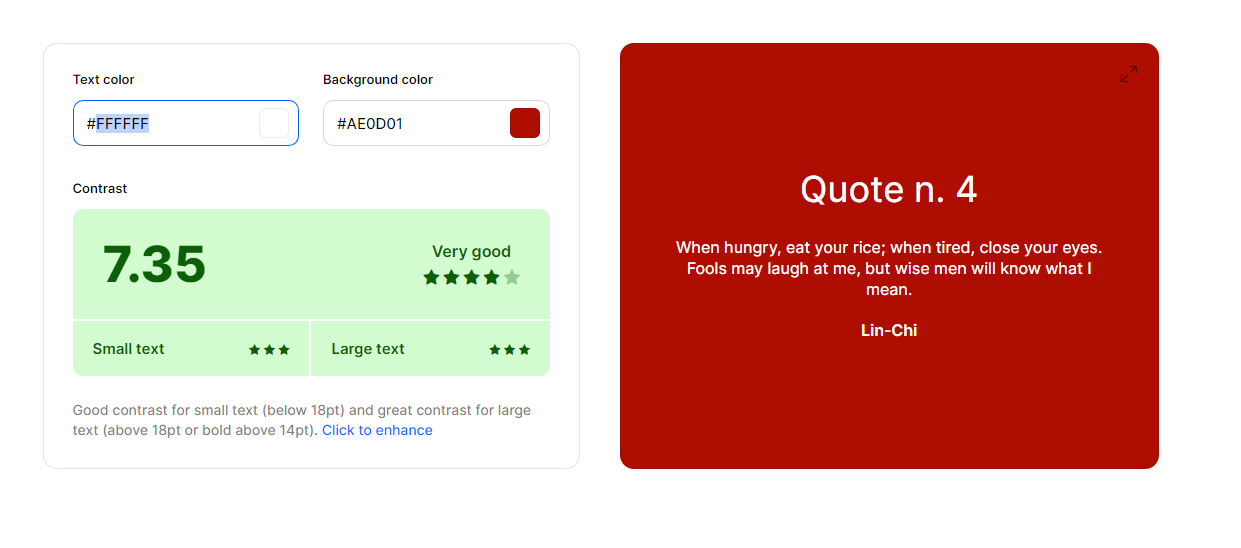 Text color
Background color
#FFFFFF
#AE0D01
Contrast
7.35
Very good
Small text
Large text
Good contrast for small text (below 18pt) and great contrast for large
text (above 18pt or bold above 14pt). Click to enhance
Quote n. 4
When hungry, eat your rice; when tired, close your eyes.
Fools may laugh at me, but wise men will know what I
mean.
Lin-Chi